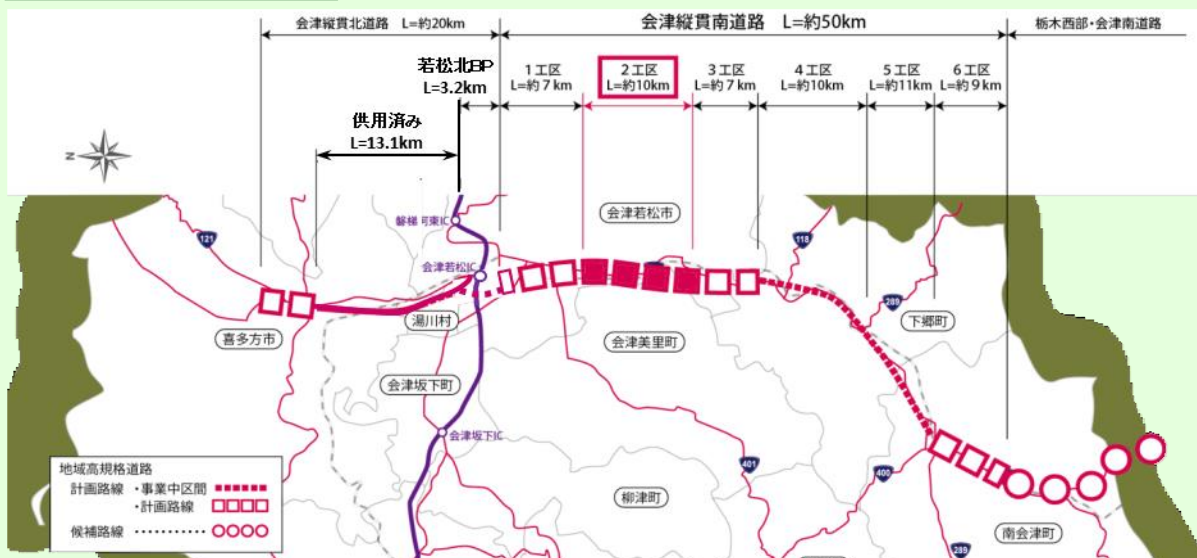 会津縦貫北道路 L=約20km
会津縦貫南道路 L=約50km
栃木西部・会津南道路
若松北BP
L=3.2km
1工区
L=約7km
2工区
L=約10km
3工区
L=約7km
4工区
L=約10km
5工区
L=約11km
6工区
L=約9km
供用済み
L=13.1km
N
会津若松市
磐梯河東IC
121
118
会津若松IC
289
下郷町
湯川村
喜多方市
会津美里町
会津坂下町
会津坂下IC
401
400
柳津町
南会津町
289
地域高規格道路
計画路線 ・事業中区間
・計画路線
候補路線 ‥‥‥‥‥